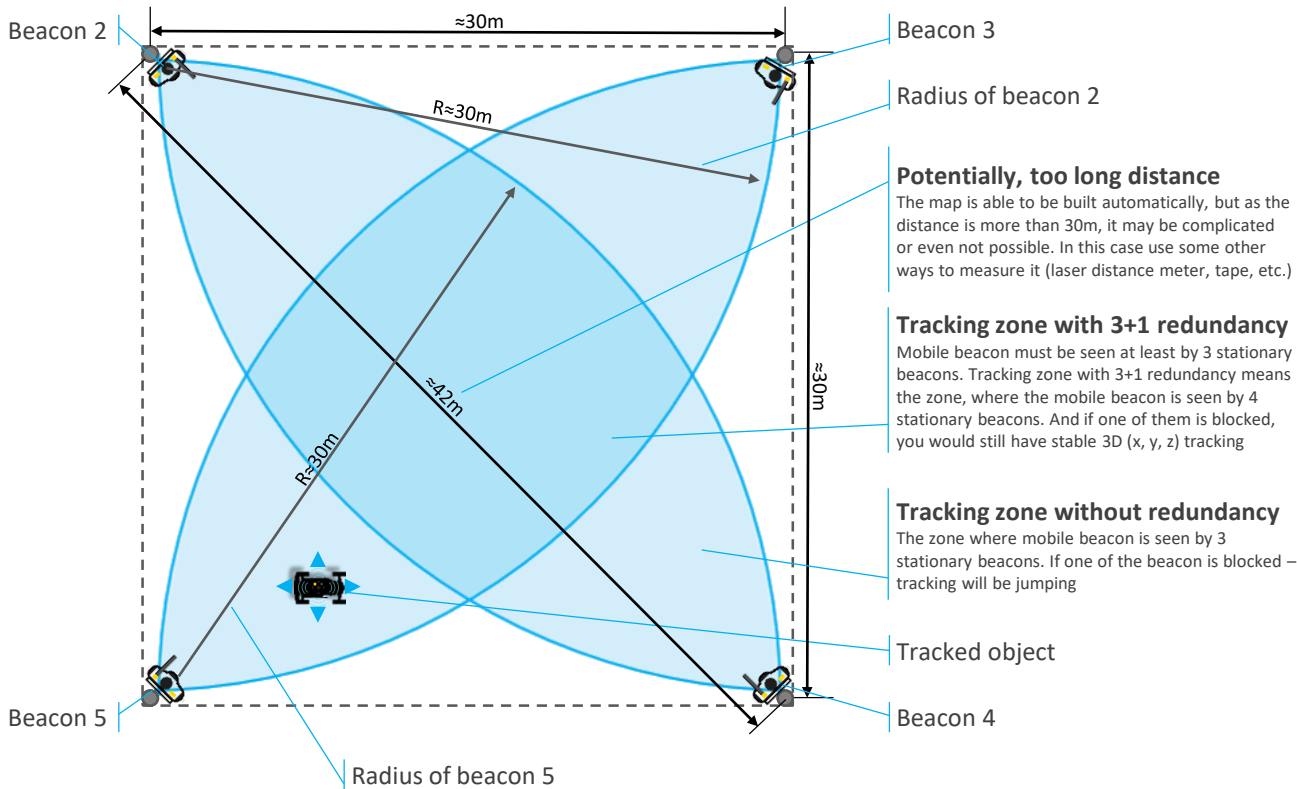 ≈30m
Beacon 2
Beacon 3
Radius of beacon 2
R≈30m
Potentially, too long distance
The map is able to be built automatically, but as the
distance is more than 30m, it may be complicated
or even not possible. In this case use some other
ways to measure it (laser distance meter, tape, etc.)
Tracking zone with 3+1 redundancy
Mobile beacon must be seen at least by 3 stationary
beacons. Tracking zone with 3+1 redundancy means
the zone, where the mobile beacon is seen by 4
stationary beacons. And if one of them is blocked,
you would still have stable 3D (x, y, z) tracking
≈30m
≈42m
R≈30m
Tracking zone without redundancy
The zone where mobile beacon is seen by 3
stationary beacons. If one of the beacon is blocked –
tracking will be jumping
Tracked object
Beacon 5
Beacon 4
Radius of beacon 5